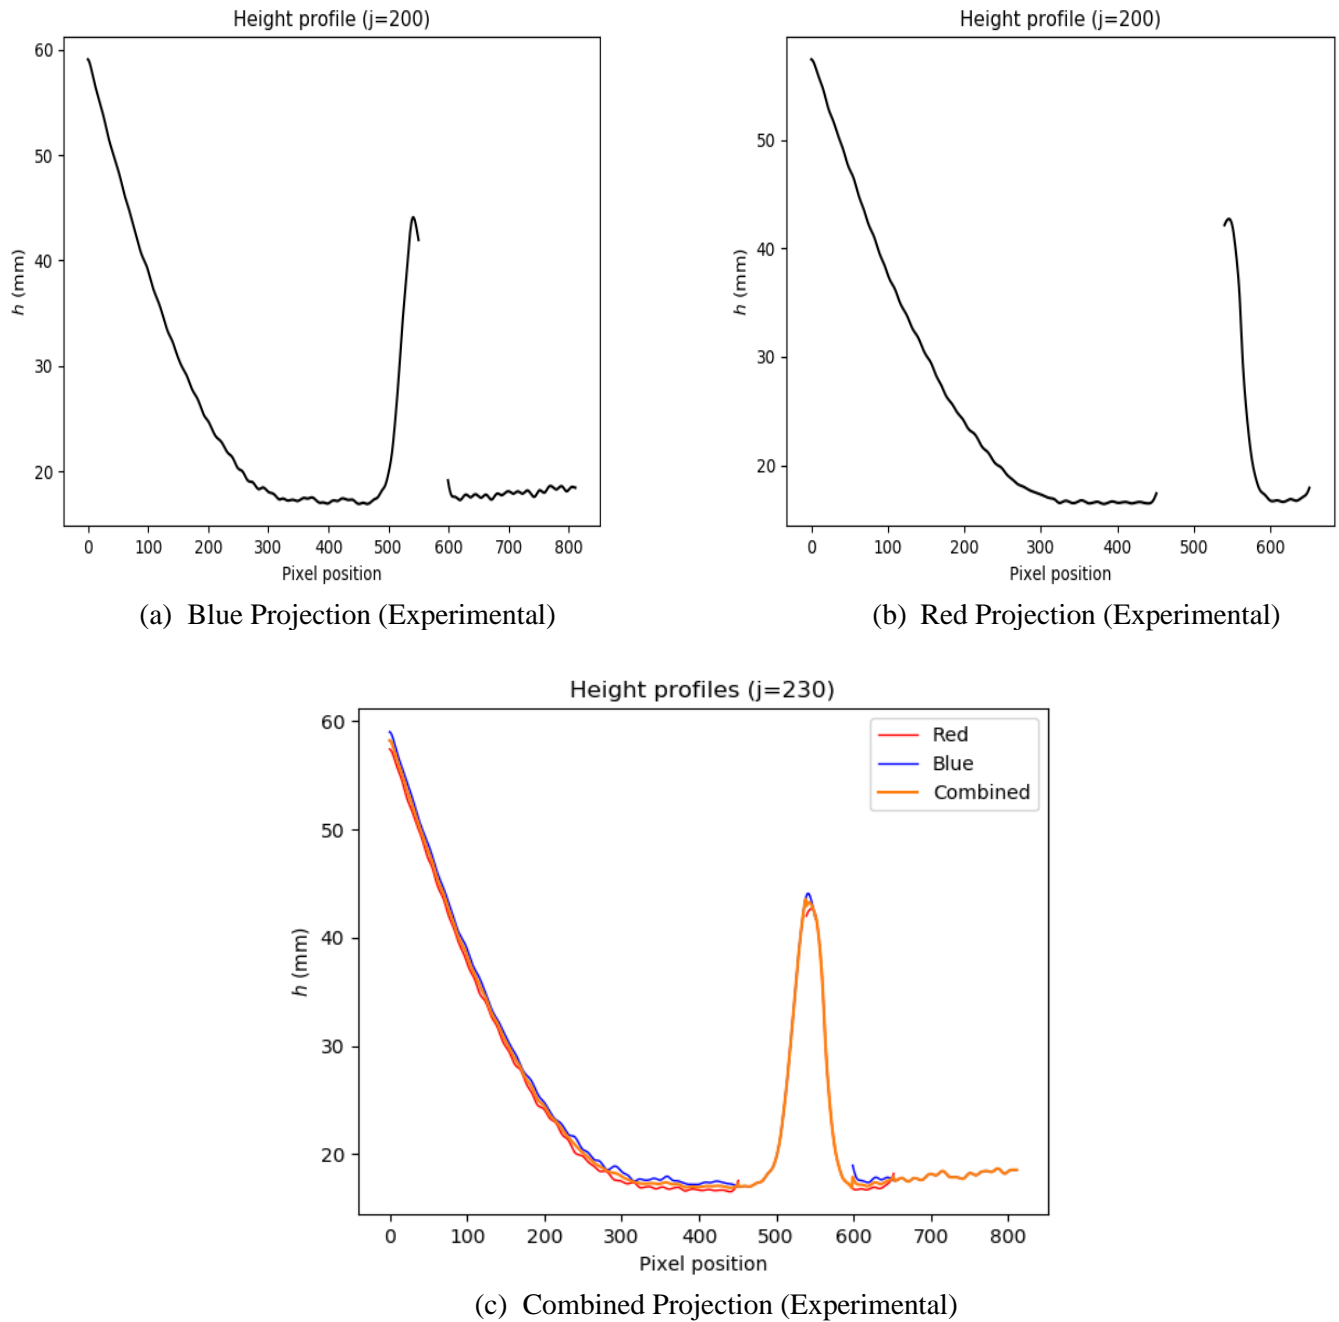 Height profile (j=200)
60
50
40
30
20
h (mm)
0 100 200 300 400 500 600 700 800
Pixel position
(a) Blue Projection (Experimental)
Height profile (j=200)
50
40
30
20
h (mm)
0 100 200 300 400 500 600
Pixel position
(b) Red Projection (Experimental)
Height profiles (j=230)
60
50
40
30
20
h (mm)
Red
Blue
Combined
0 100 200 300 400 500 600 700 800
Pixel position
(c) Combined Projection (Experimental)